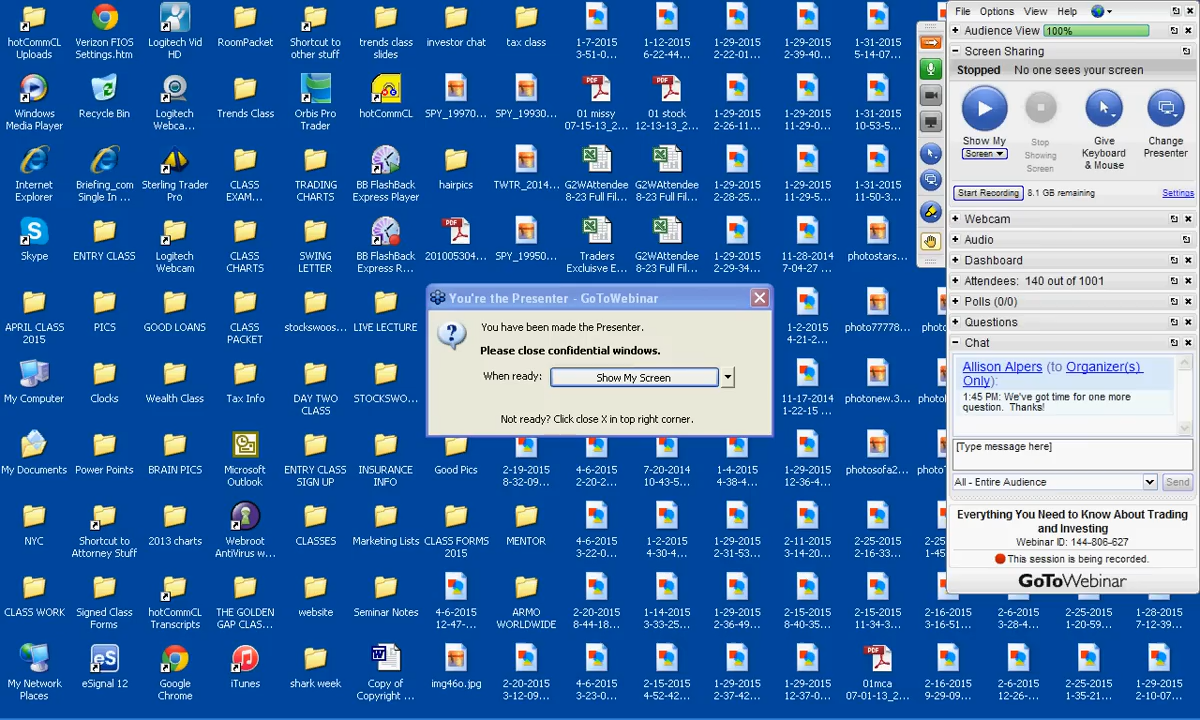 hotCommCL
Uploads
Verizon FIOS
Settings.htm
Logitech Vid
HD
RoomPacket
Shortcut to
other stuff
trends class
slides
investor chat
tax class
1-7-2015
3-51-0...
1-12-2015
6-22-44...
1-29-2015
2-22-01...
1-29-2015
2-39-40...
1-31-2015
5-14-07...
Windows
Media Player
Recycle Bin
Logitech
Webca...
Trends Class
Orbis Pro
Trader
hotCommCL
SPY_19970...
SPY_19930...
01 missy
07-15-13_2...
01 stock
12-13-13_2...
1-29-2015
2-26-11...
1-29-2015
11-29-0...
1-31-2015
10-53-5...
Internet
Explorer
Briefing_com
Single In ...
Sterling Trader
Pro
CLASS
EXAM...
TRADING
CHARTS
BB FlashBack
Express Player
hairpics
TWTR_2014...
G2WAttendee
8-23 Full Fil...
G2WAttendee
8-23 Full Fil...
1-29-2015
2-28-25...
1-29-2015
11-29-5...
1-31-2015
11-50-3...
Skype
ENTRY CLASS
Logitech
Webcam
CLASS
CHARTS
SWING
LETTER
BB FlashBack
Express R...
201005304...
SPY_19950...
Traders
Exclusive E...
G2WAttendee
8-23 Full Fil...
1-29-2015
2-29-34...
11-28-2014
7-04-27 ...
photostars...
APRIL CLASS
2015
PICS
GOOD LOANS
CLASS
PACKET
stockswoos...
LIVE LECTURE
1-2-2015
4-21-2...
photo77778...
My Computer
Clocks
Wealth Class
Tax Info
DAY TWO
CLASS
STOCKSWO...
11-17-2014
1-22-15 ...
photonew.3...
My Documents
Power Points
BRAIN PICS
Microsoft
Outlook
ENTRY CLASS
SIGN UP
INSURANCE
INFO
Good Pics
2-19-2015
8-32-09...
4-6-2015
2-20-2...
7-20-2014
10-43-5...
1-4-2015
4-38-4...
1-29-2015
12-36-4...
photosofa2...
NYC
Shortcut to
Attorney Stuff
2013 charts
Webroot
AntiVirus w...
CLASSES
Marketing Lists
CLASS FORMS
2015
MENTOR
4-6-2015
3-22-0...
1-2-2015
4-30-4...
1-29-2015
2-31-53...
2-11-2015
3-14-20...
2-25-2015
2-16-33...
CLASS WORK
Signed Class
Forms
hotCommCL
Transcripts
THE GOLDEN
GAP CLAS...
website
Seminar Notes
4-6-2015
12-47-...
ARMO
WORLDWIDE
2-20-2015
8-44-18...
1-14-2015
3-33-25...
1-29-2015
2-36-49...
2-15-2015
8-40-35...
2-15-2015
11-34-3...
2-16-2015
3-16-51...
2-6-2015
3-28-4...
2-25-2015
1-20-59...
1-28-2015
7-12-39...
My Network
Places
eSignal 12
Google
Chrome
iTunes
shark week
Copy of
Copyright ...
img46o.jpg
2-20-2015
3-12-09...
4-6-2015
3-23-0...
2-15-2015
4-52-42...
1-29-2015
2-37-42...
1-29-2015
12-37-0...
01mca
07-01-13_2...
2-16-2015
9-29-09...
2-6-2015
12-26-...
2-25-2015
1-35-21...
1-29-2015
2-10-07...
You're the Presenter - GoToWebinar
You have been made the Presenter.
Please close confidential windows.
When ready: Show My Screen
Not ready? Click close X in top right corner.
File Options View Help
Audience View 100%
Screen Sharing
Stopped No one sees your screen
Show My
Screen
Stop
Showing
Screen
Give
Keyboard
& Mouse
Change
Presenter
Start Recording 8.1 GB remaining Settings
Webcam
Audio
Dashboard
Attendees: 140 out of 1001
Polls (0/0)
Questions
Chat
Allison Alpers (to Organizer(s)
Only):
1:45 PM: We've got time for one more
question. Thanks!
[Type message here]
All - Entire Audience Send
Everything You Need to Know About Trading
and Investing
Webinar ID: 144-806-627
This session is being recorded.
GoToWebinar